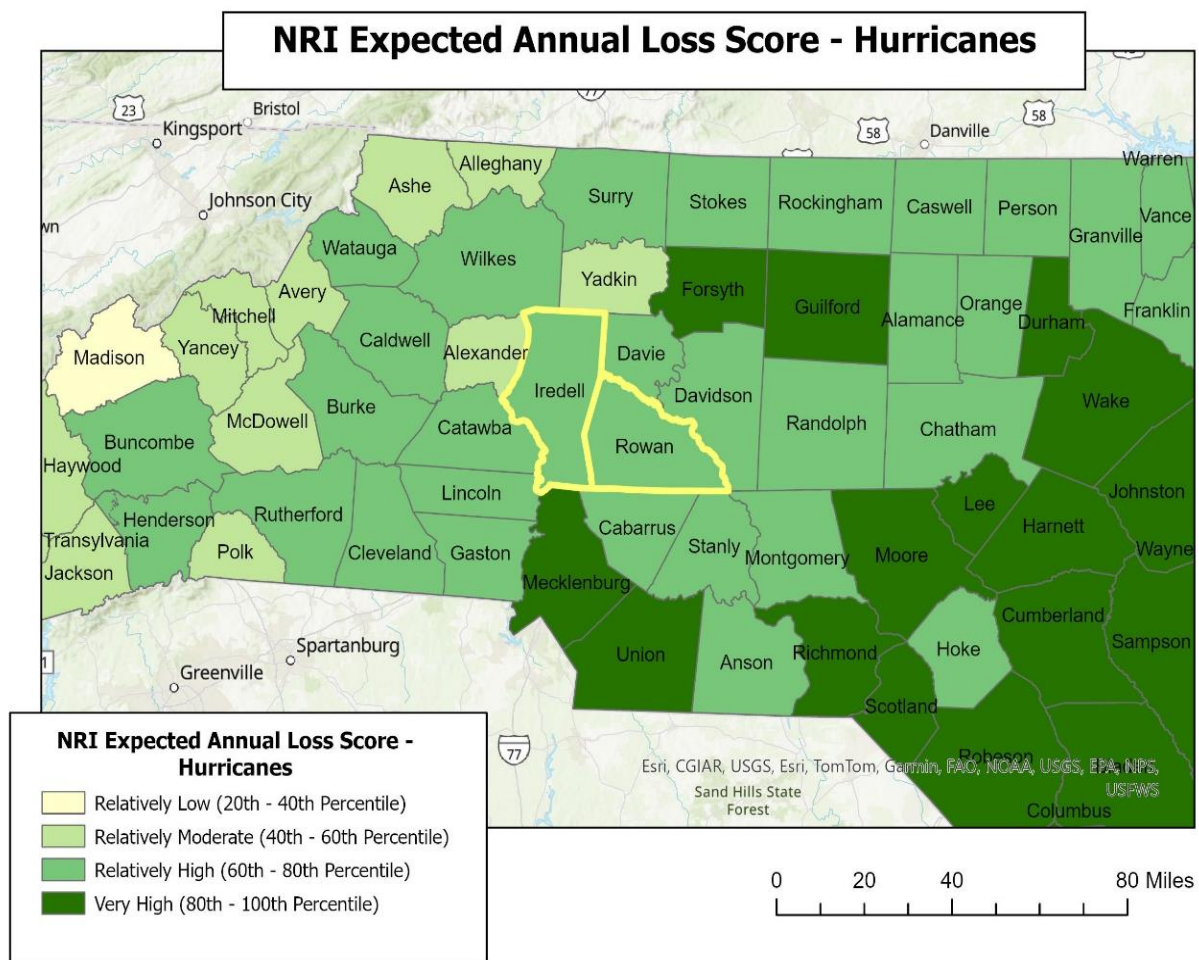 NRI Expected Annual Loss Score - Hurricanes
23
Bristol
77
58
58
Danville
Kingsport
Warren
Alleghany
Ashe
Johnson City
Surry
Stokes
Rockingham
Caswell
Person
Vance
Granville
wn
Watauga
Wilkes
Yadkin
Forsyth
Avery
Guilford
Orange
Franklin
Mitchell
Alamance
Durham
Caldwell
Yancey
Madison
Alexander
Davie
Iredell
Davidson
Wake
Burke
McDowell
Catawba
Randolph
Chatham
Buncombe
Rowan
Haywood
Lincoln
Johnston
Lee
Henderson
Rutherford
Harnett
Cabarrus
Transylvania
Polk
Cleveland
Gaston
Stanly
Montgomery
Moore
Wayne
Jackson
Mecklenburg
Cumberland
Spartanburg
Union
Anson
Richmond
Hoke
Sampson
1
Greenville
Scotland
77
Robeson
Esri, CGIAR, USGS, Esri, TomTom, Garmin, FAO, NOAA, USGS, EPA, NPS,
USFWS
Sand Hills State
Forest
Columbus
NRI Expected Annual Loss Score -
Hurricanes
Relatively Low (20th - 40th Percentile)
Relatively Moderate (40th - 60th Percentile)
Relatively High (60th - 80th Percentile)
Very High (80th - 100th Percentile)
0 20 40 80 Miles